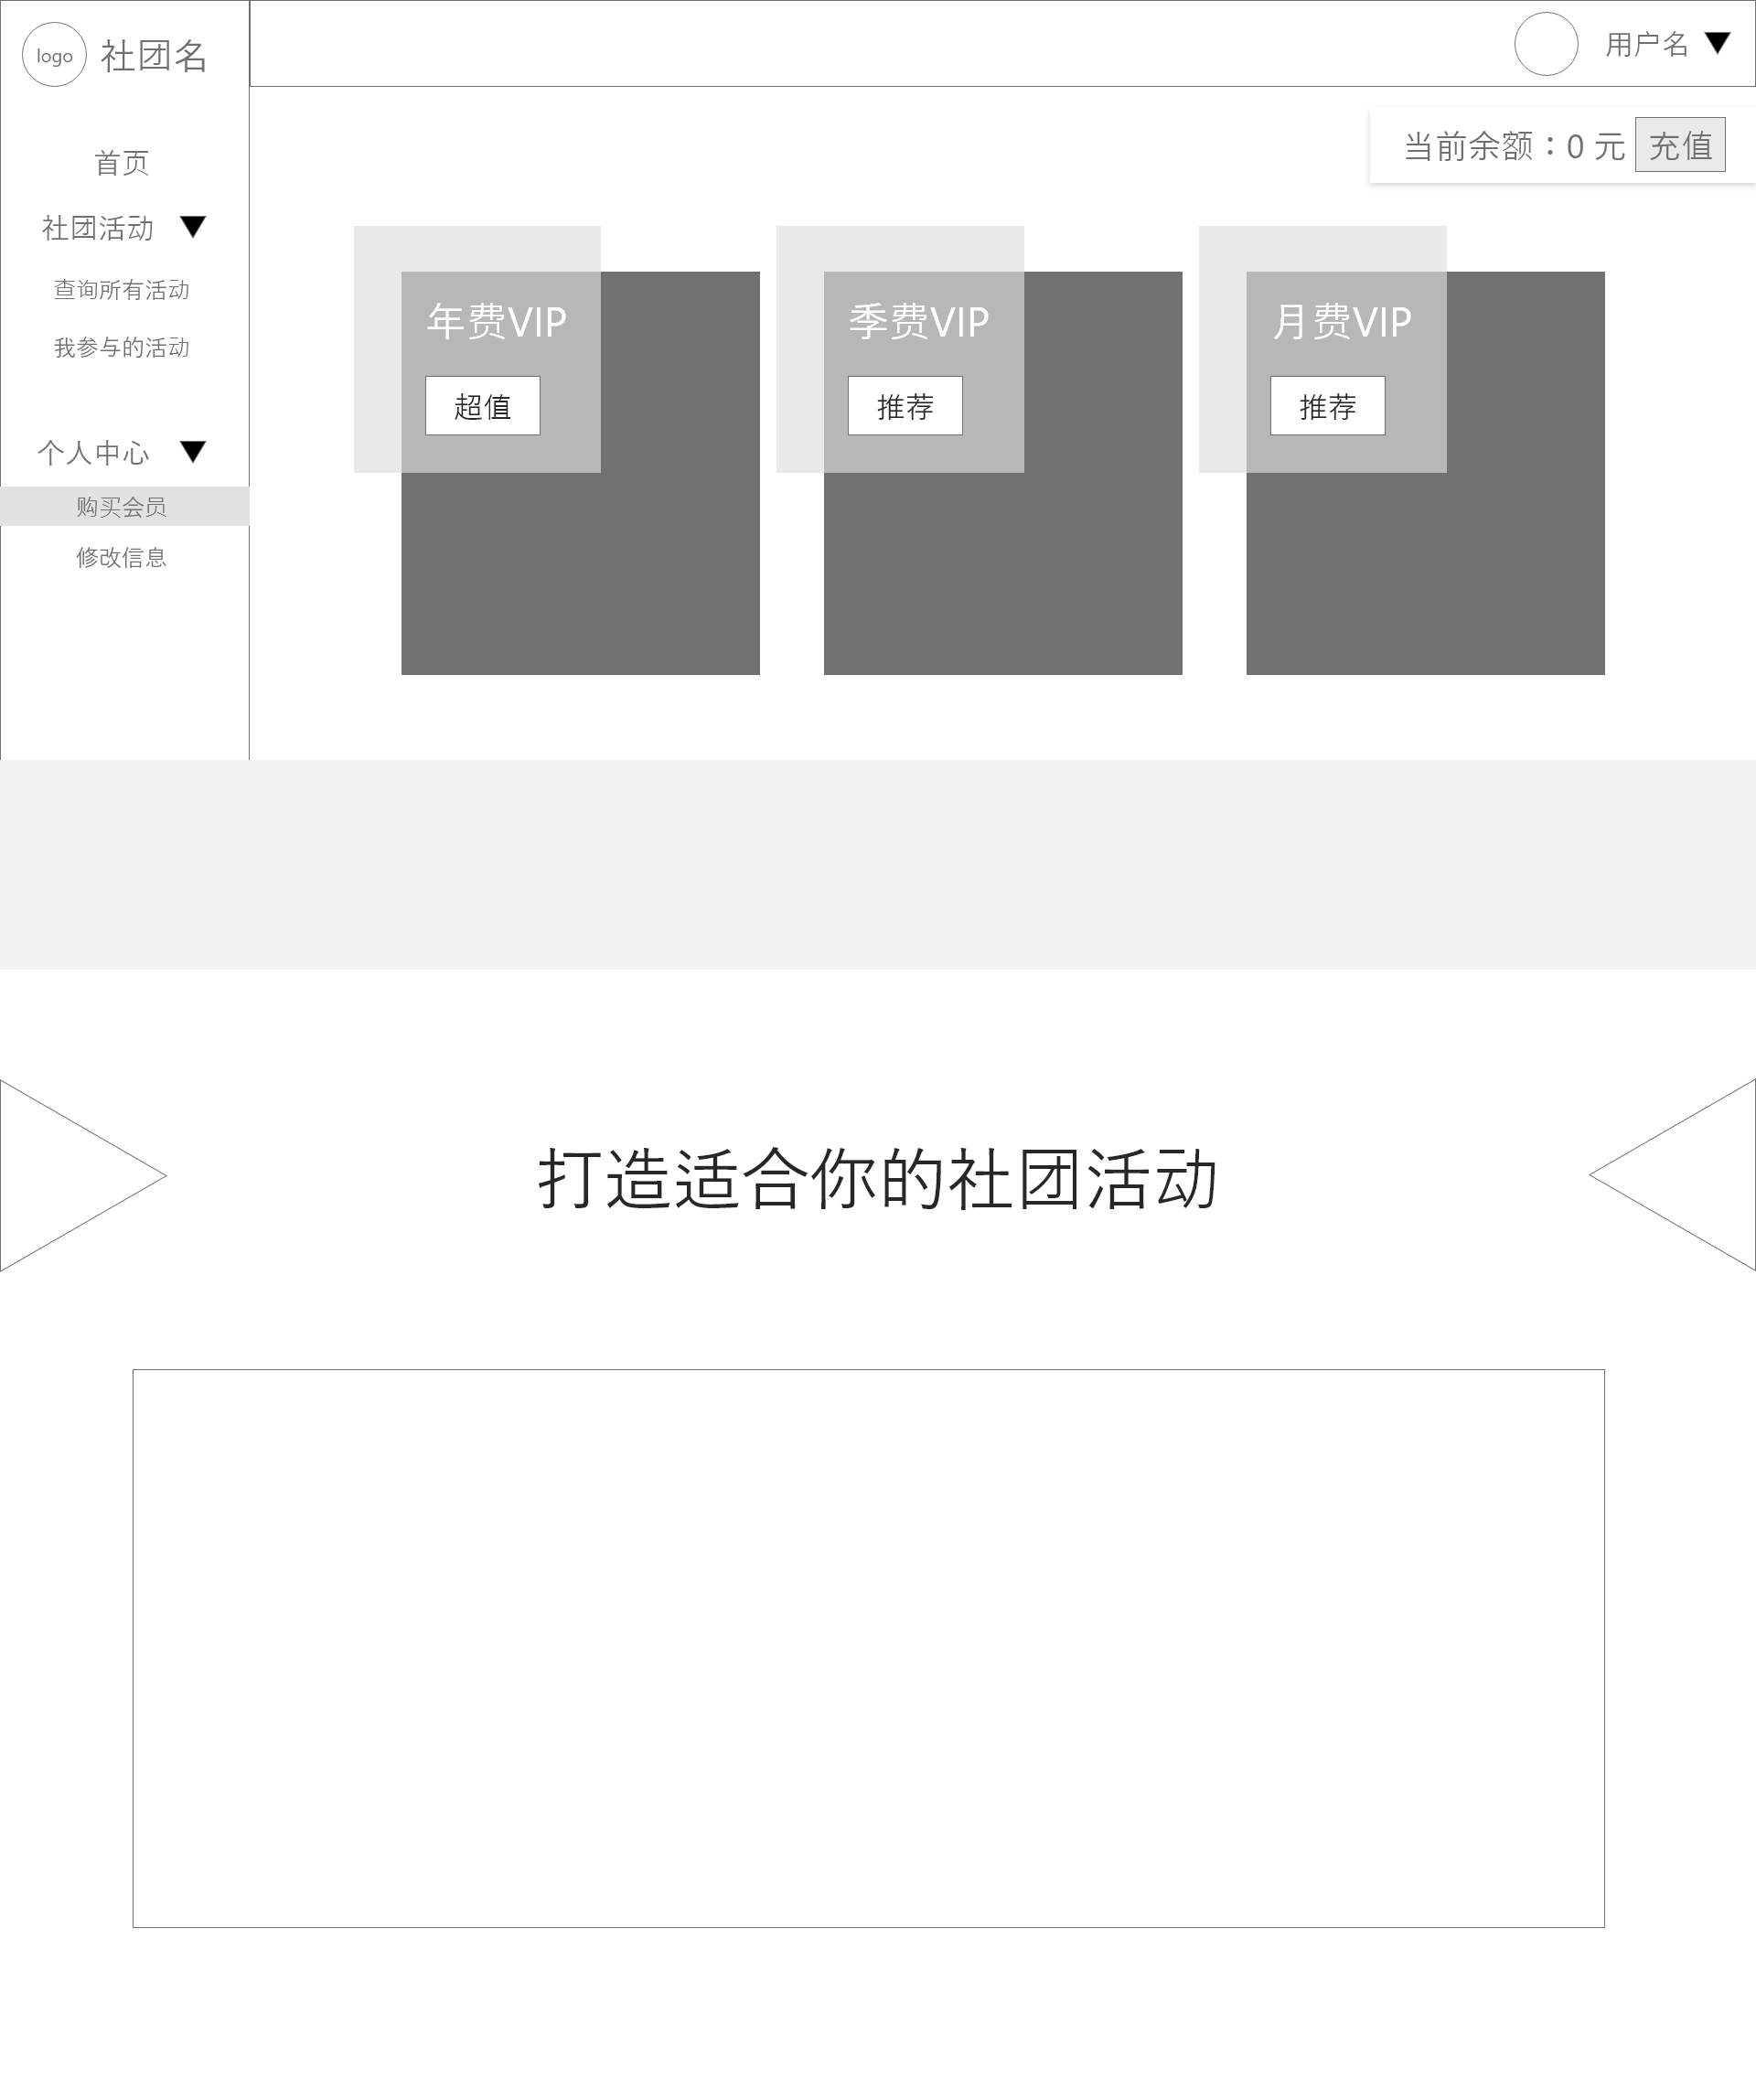 logo 社团名
用户名
当前余额：0 元 充值
首页
社团活动
查询所有活动
我参与的活动
个人中心
购买会员
修改信息
年费VIP
超值
季费VIP
推荐
月费VIP
推荐
打造适合你的社团活动